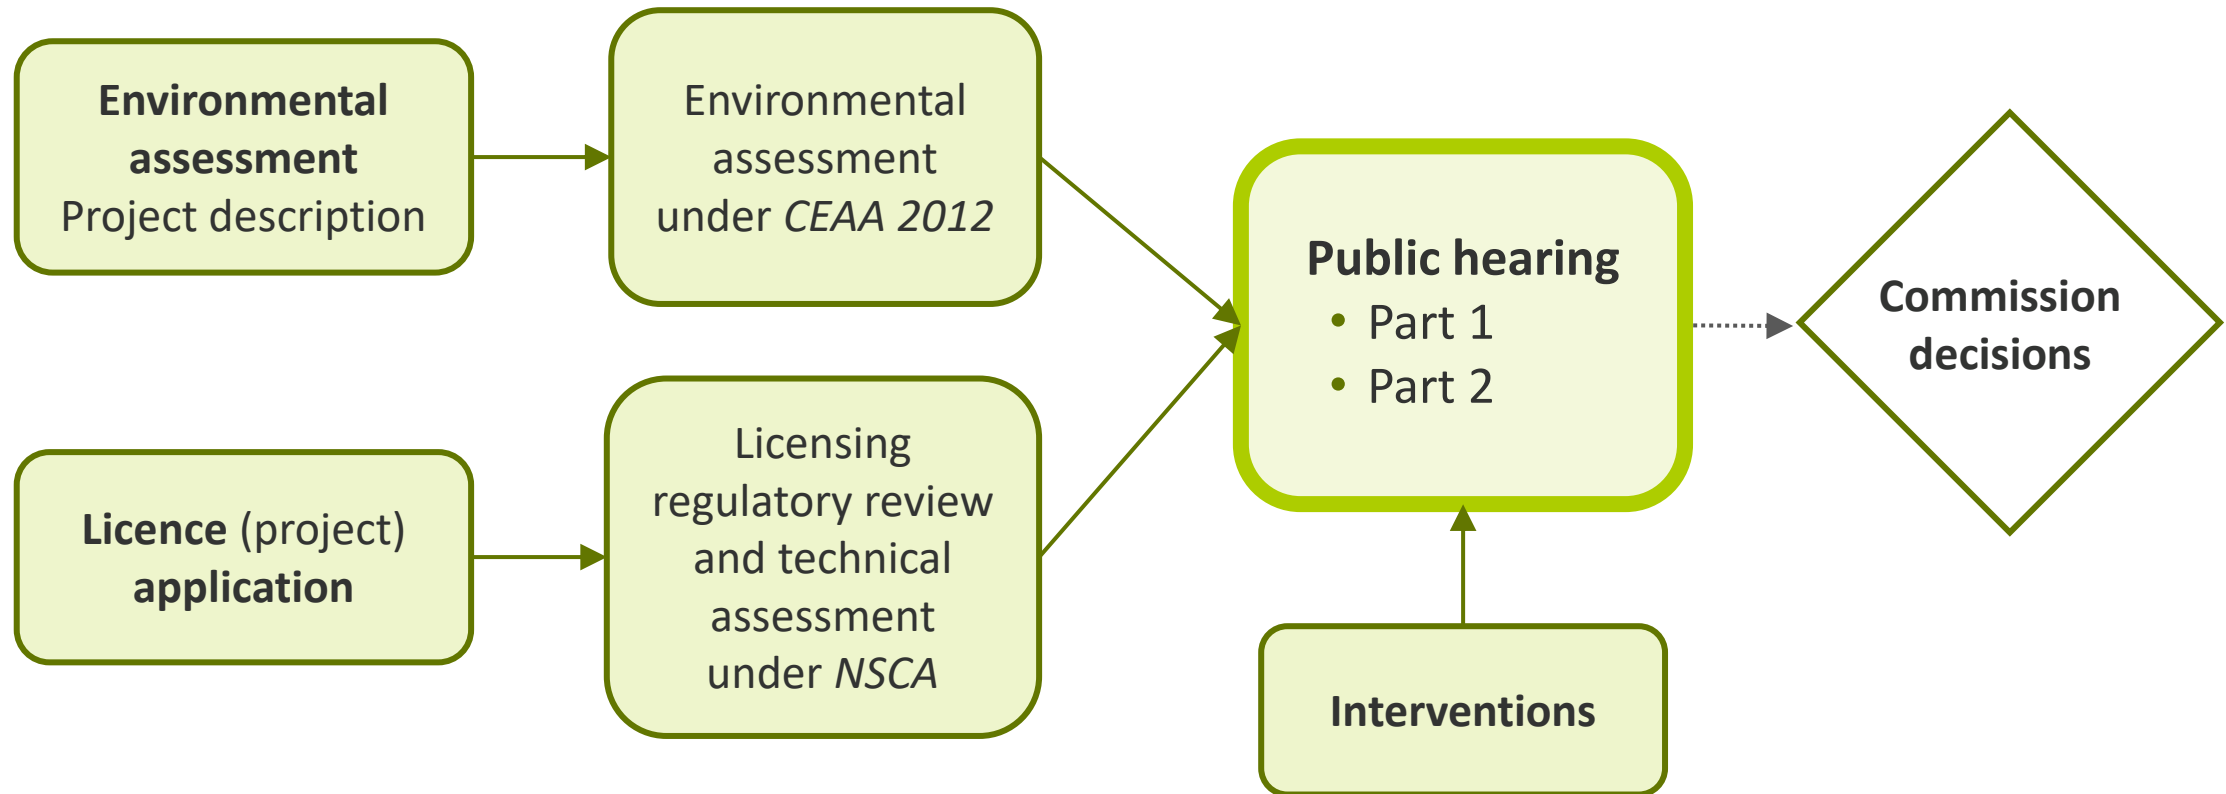 Environmental
assessment
Project description
Environmental
assessment
under CEAA 2012
Licence (project)
application
Licensing
regulatory review
and technical
assessment
under NSCA
Public hearing
• Part 1
• Part 2
Interventions
Commission
decisions